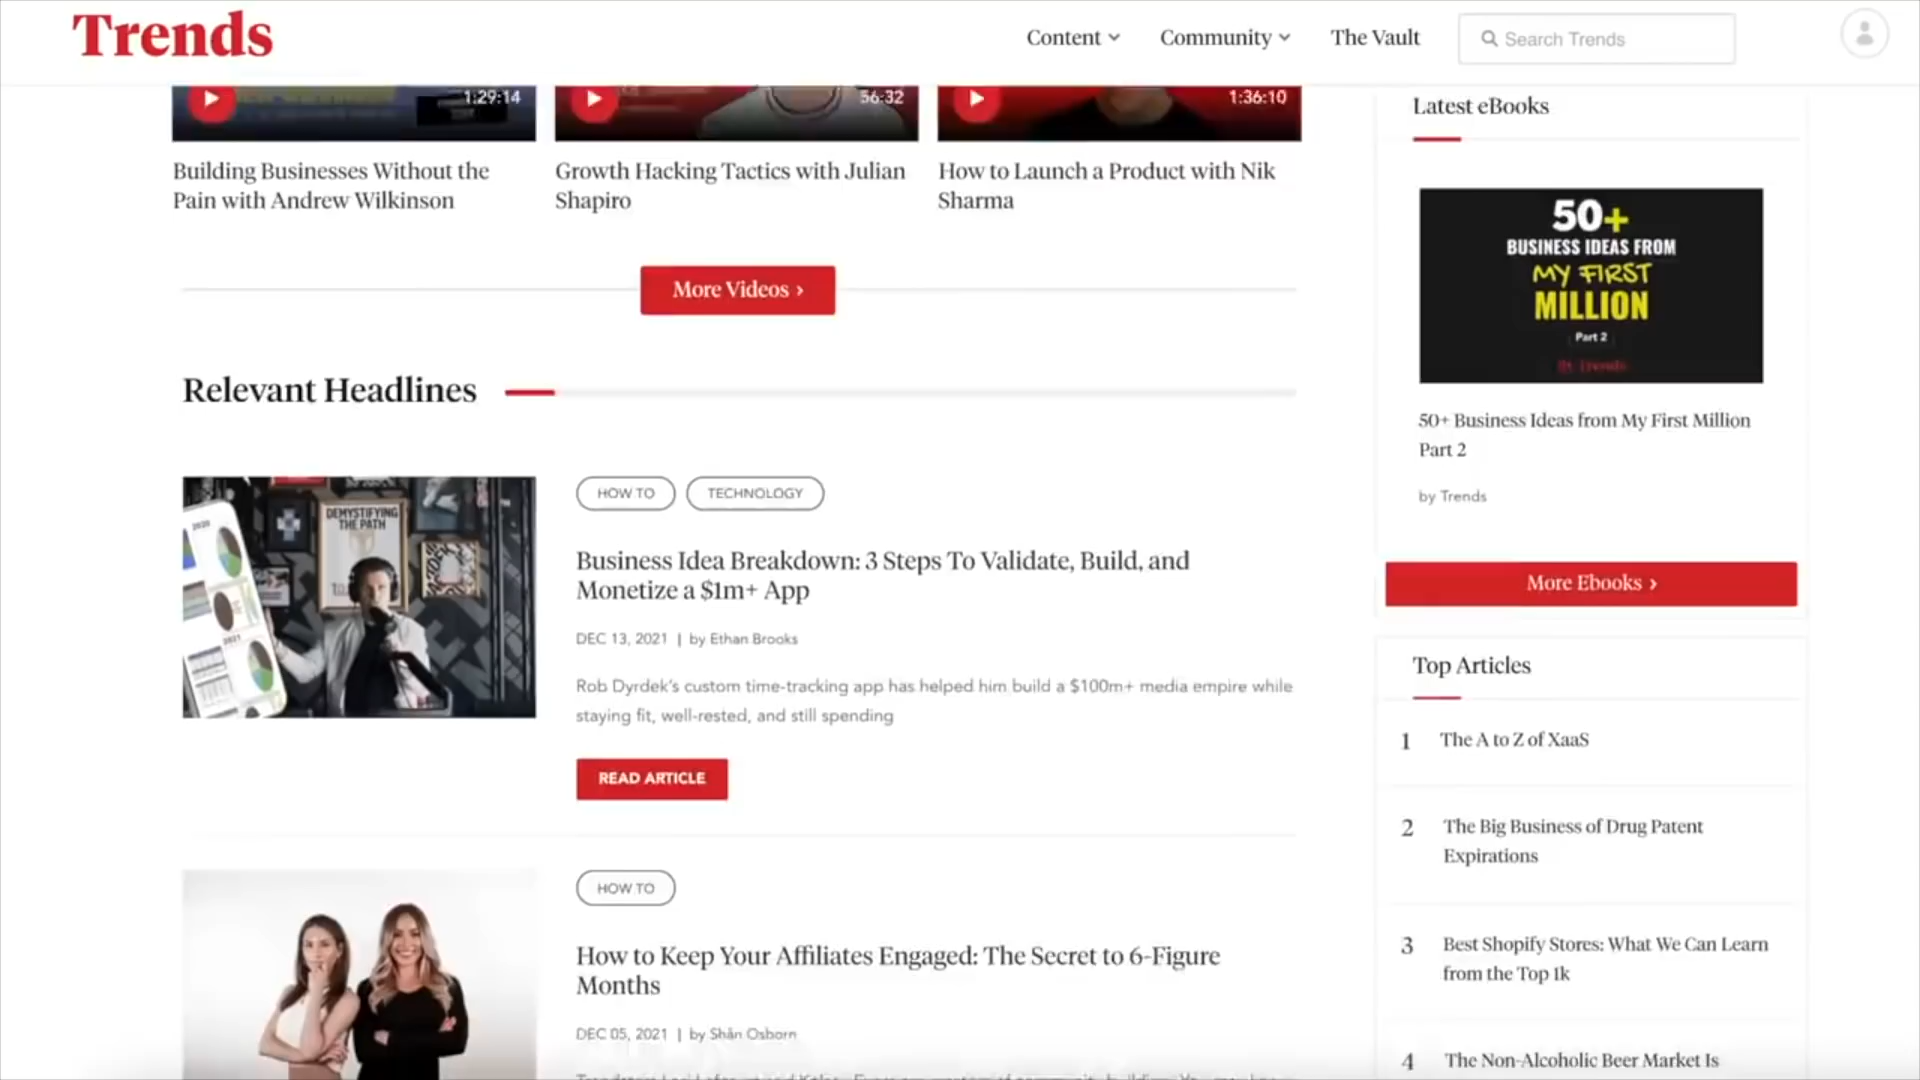 Trends
Content
Community
The Vault
Search Trends
1:29:14
56:32
1:36:10
Building Businesses Without the
Pain with Andrew Wilkinson
Growth Hacking Tactics with Julian
Shapiro
How to Launch a Product with Nik
Sharma
More Videos ›
Relevant Headlines
DEMYSTIFYING
THE PATH
2020
2021
HOW TO
TECHNOLOGY
Business Idea Breakdown: 3 Steps To Validate, Build, and
Monetize a $1m+ App
DEC 13, 2021 | by Ethan Brooks
Rob Dyrdek's custom time-tracking app has helped him build a $100m+ media empire while
staying fit, well-rested, and still spending
READ ARTICLE
HOW TO
How to Keep Your Affiliates Engaged: The Secret to 6-Figure
Months
DEC 05, 2021 | by Shân Osborn
Latest eBooks
50+
BUSINESS IDEAS FROM
MY FIRST
MILLION
Part 2
Trends
50+ Business Ideas from My First Million
Part 2
by Trends
More Ebooks ›
Top Articles
1 The A to Z of XaaS
2 The Big Business of Drug Patent
Expirations
3 Best Shopify Stores: What We Can Learn
from the Top 1k
4 The Non-Alcoholic Beer Market Is